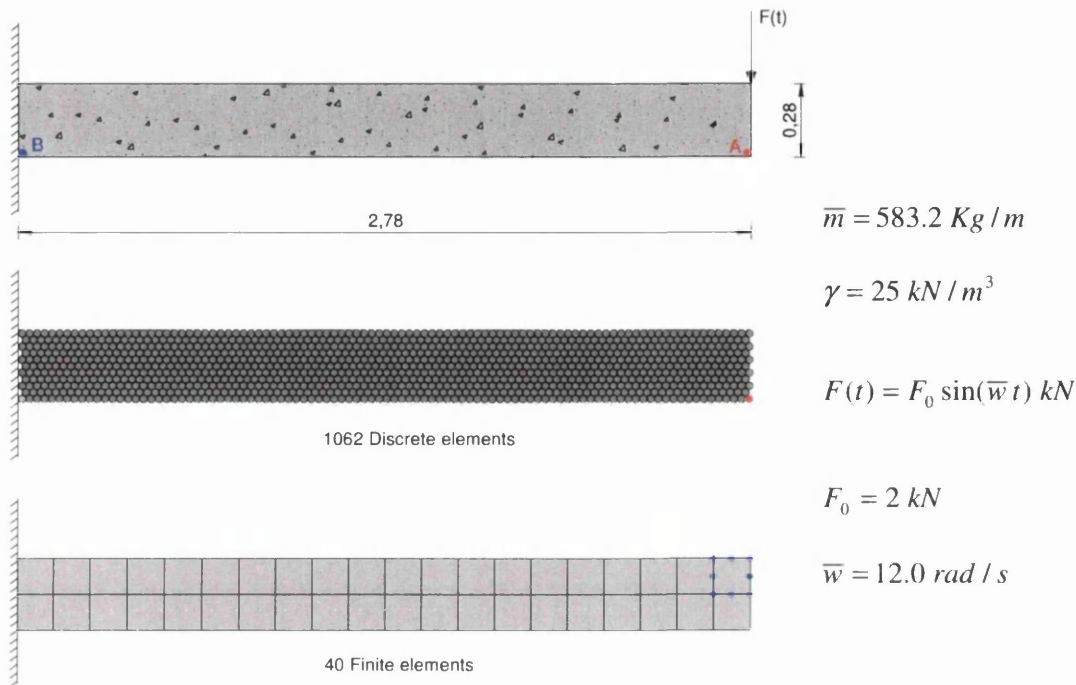 F(t)
0,28
B
A
2,78
m̅ = 583.2 Kg / m
γ = 25 kN / m³
F(t) = F₀ sin(w̅ t) kN
1062 Discrete elements
F₀ = 2 kN
w̅ = 12.0 rad / s
40 Finite elements